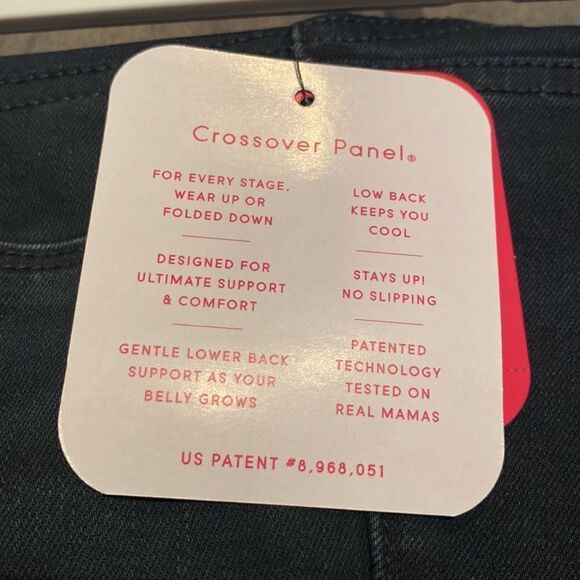 Crossover Panel®
FOR EVERY STAGE,
WEAR UP OR
FOLDED DOWN
DESIGNED FOR
ULTIMATE SUPPORT
& COMFORT
GENTLE LOWER BACK
SUPPORT AS YOUR
BELLY GROWS
LOW BACK
KEEPS YOU
COOL
STAYS UP!
NO SLIPPING
PATENTED
TECHNOLOGY
TESTED ON
REAL MAMAS
US PATENT #8,968,051